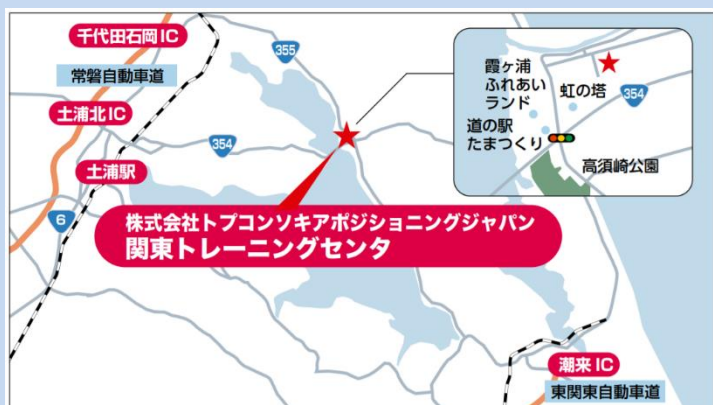 千代田石岡IC
常磐自動車道
土浦北IC
土浦駅
6
355
354
株式会社トプコンソキアポジショニングジャパン
関東トレーニングセンタ
霞ヶ浦
ふれあい
ランド
虹の塔
354
道の駅
たまつくり
高須崎公園
潮来IC
東関東自動車道